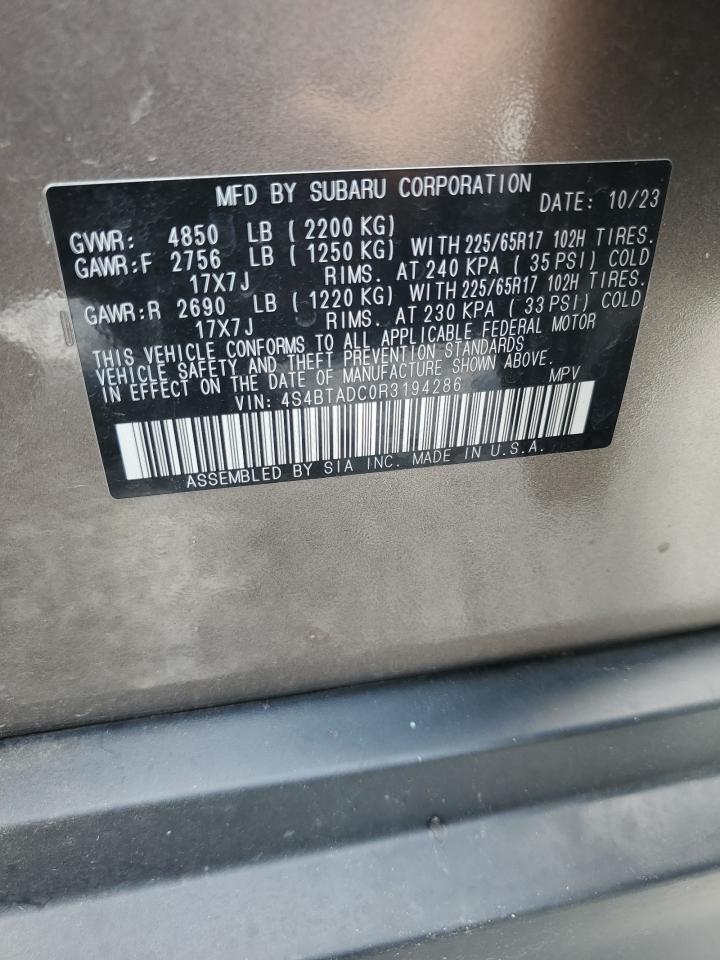 MFD BY SUBARU CORPORATION DATE: 10/23
GVWR: 4850 LB ( 2200 KG)
GAWR:F 2756 LB ( 1250 KG) WITH 225/65R17 102H TIRES.
17X7J RIMS. AT 240 KPA ( 35 PSI) COLD
GAWR:R 2690 LB ( 1220 KG) WITH 225/65R17 102H TIRES.
17X7J RIMS. AT 230 KPA ( 33 PSI) COLD
THIS VEHICLE CONFORMS TO ALL APPLICABLE FEDERAL MOTOR
VEHICLE SAFETY AND THEFT PREVENTION STANDARDS
IN EFFECT ON THE DATE OF MANUFACTURE SHOWN ABOVE.
VIN: 4S4BTADC0R3194286 MPV
ASSEMBLED BY SIA INC. MADE IN U.S.A.